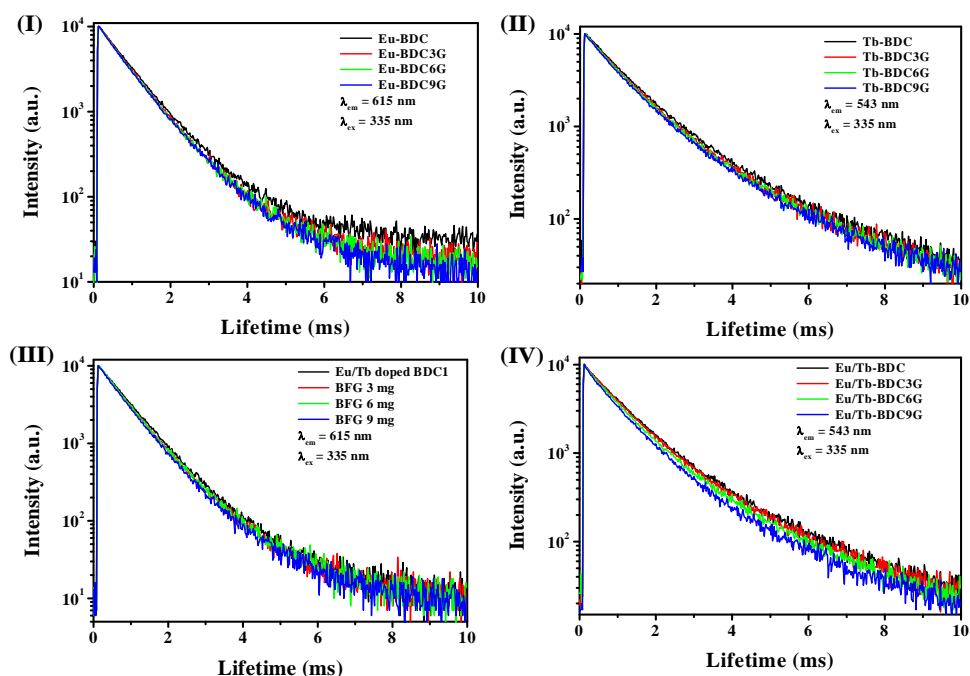 (I)
Intensity (a.u.)
10⁴
10³
10²
10¹
Eu-BDC
Eu-BDC3G
Eu-BDC6G
Eu-BDC9G
λem = 615 nm
λex = 335 nm
0 2 4 6 8 10
Lifetime (ms)
(II)
Intensity (a.u.)
10⁴
10³
10²
Tb-BDC
Tb-BDC3G
Tb-BDC6G
Tb-BDC9G
λem = 543 nm
λex = 335 nm
0 2 4 6 8 10
Lifetime (ms)
(III)
Intensity (a.u.)
10⁴
10³
10²
10¹
Eu/Tb doped BDC1
BFG 3 mg
BFG 6 mg
BFG 9 mg
λem = 615 nm
λex = 335 nm
0 2 4 6 8 10
Lifetime (ms)
(IV)
Intensity (a.u.)
10⁴
10³
10²
Eu/Tb-BDC
Eu/Tb-BDC3G
Eu/Tb-BDC6G
Eu/Tb-BDC9G
λem = 543 nm
λex = 335 nm
0 2 4 6 8 10
Lifetime (ms)